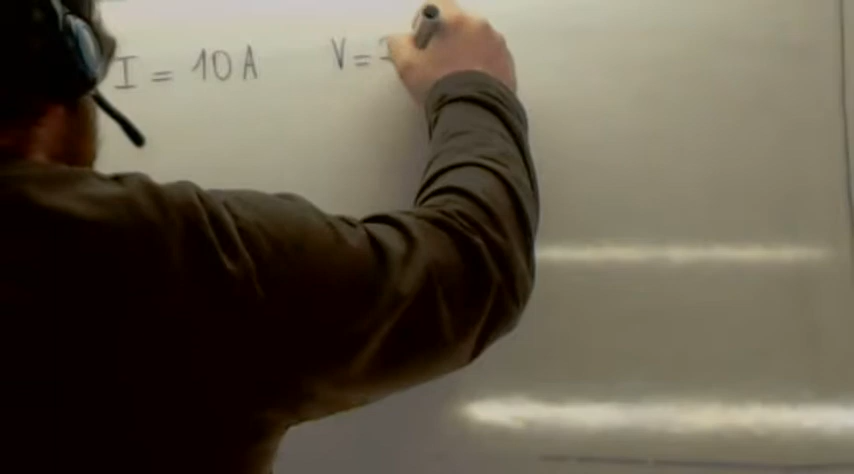 I = 10 A V =